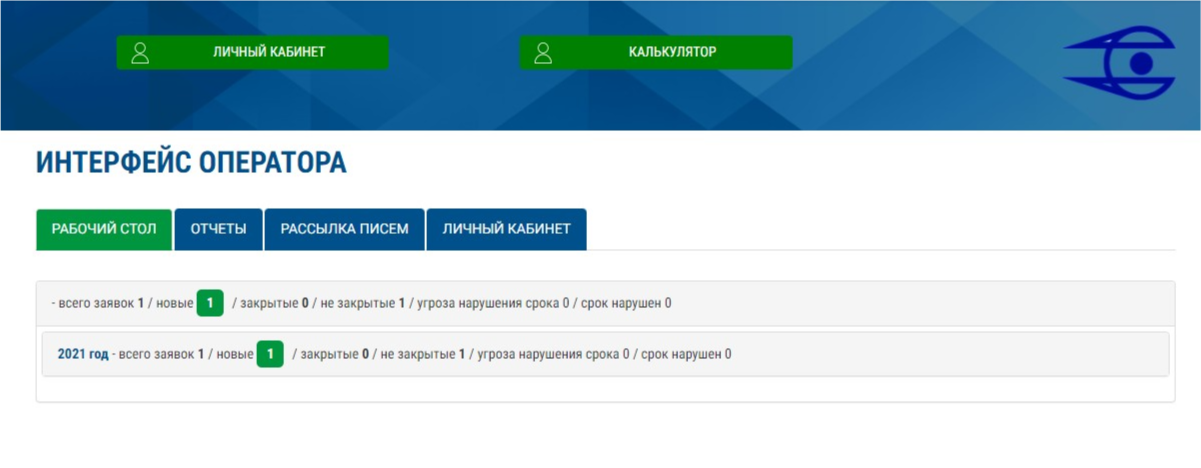 ЛИЧНЫЙ КАБИНЕТ КАЛЬКУЛЯТОР
ИНТЕРФЕЙС ОПЕРАТОРА
РАБОЧИЙ СТОЛ ОТЧЕТЫ РАССЫЛКА ПИСЕМ ЛИЧНЫЙ КАБИНЕТ
- всего заявок 1 / новые 1 / закрытые 0 / не закрытые 1 / угроза нарушения срока 0 / срок нарушен 0
2021 год - всего заявок 1 / новые 1 / закрытые 0 / не закрытые 1 / угроза нарушения срока 0 / срок нарушен 0